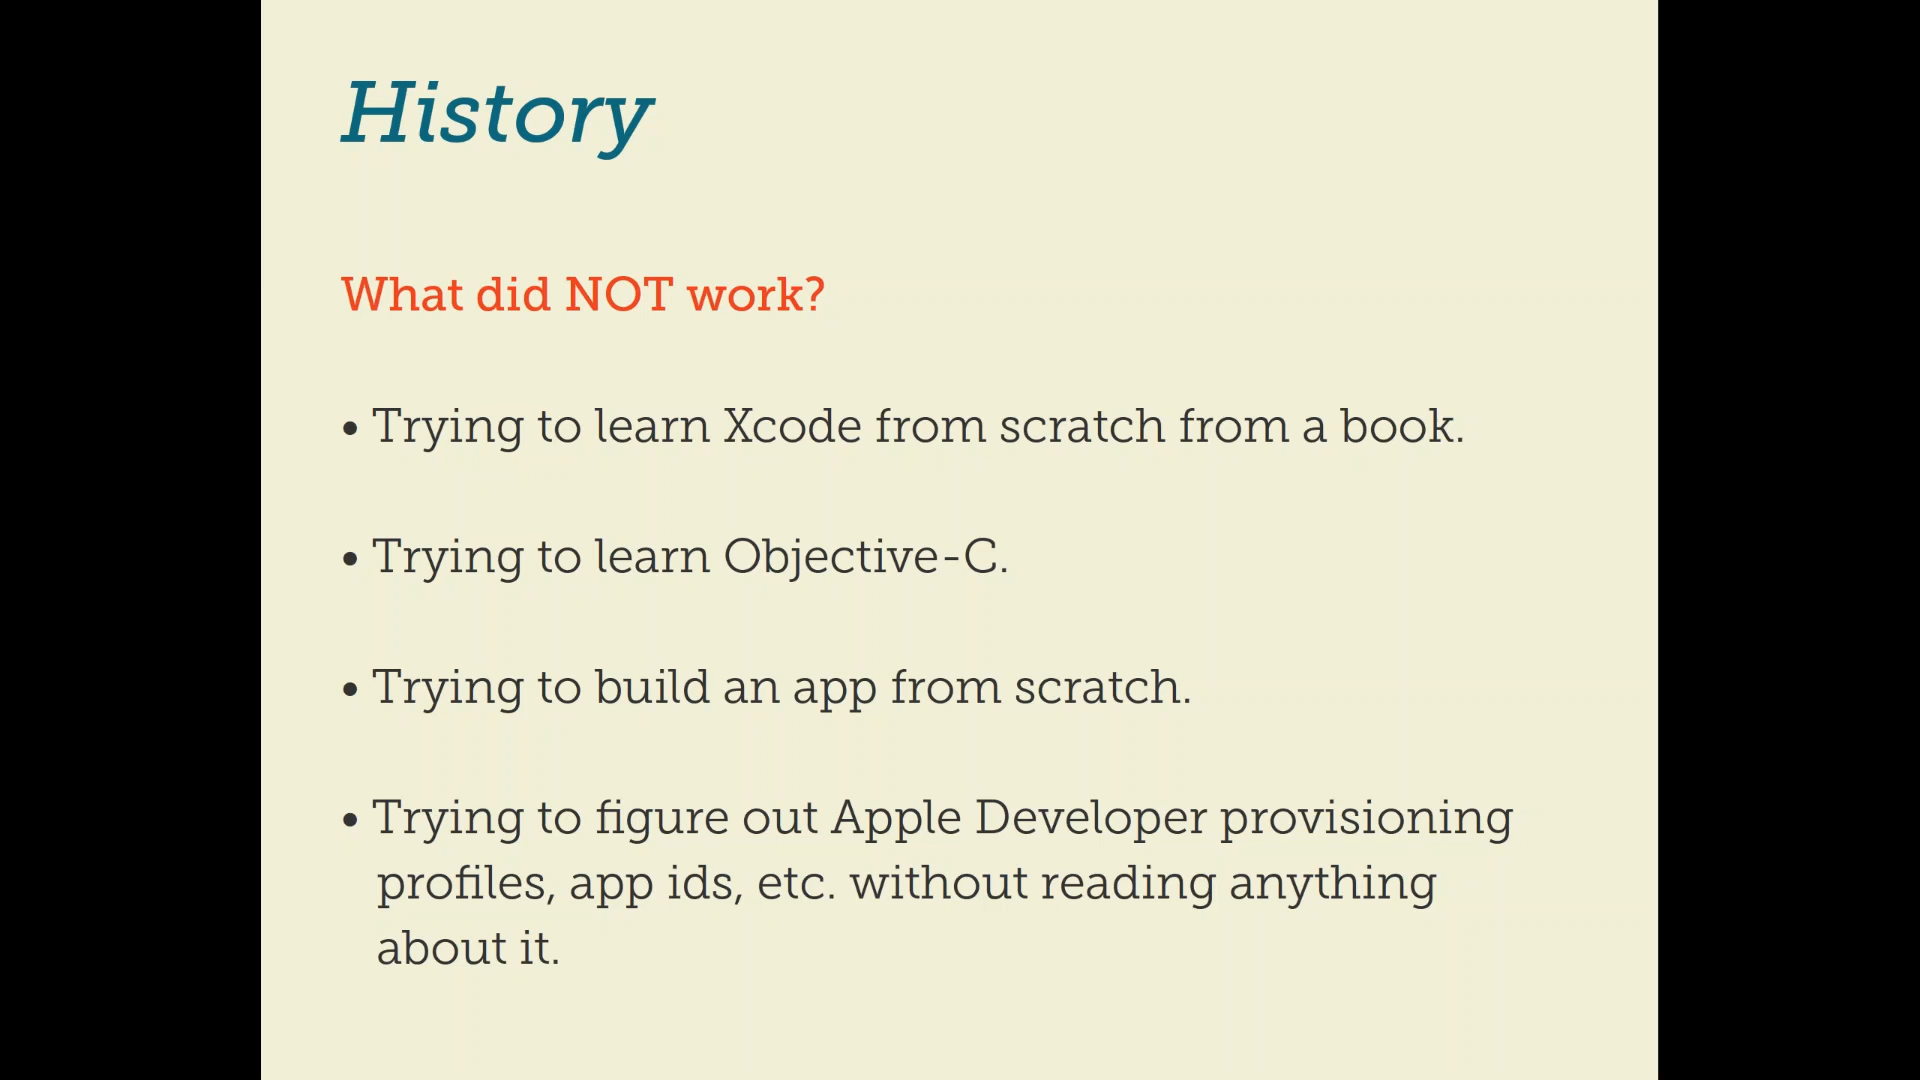 History
What did NOT work?
• Trying to learn Xcode from scratch from a book.
• Trying to learn Objective-C.
• Trying to build an app from scratch.
• Trying to figure out Apple Developer provisioning
profiles, app ids, etc. without reading anything
about it.